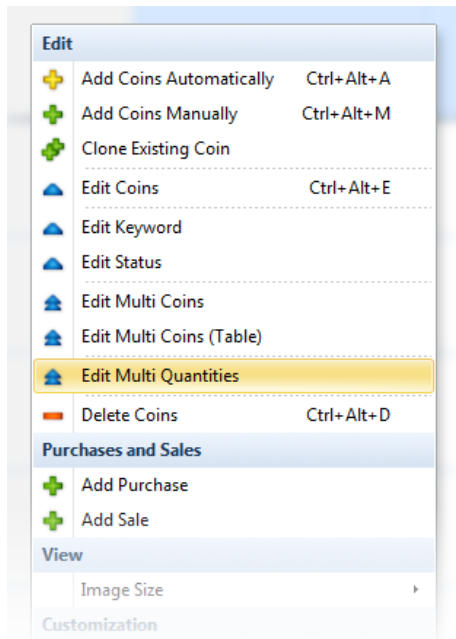 Edit
Add Coins Automatically Ctrl+Alt+A
Add Coins Manually Ctrl+Alt+M
Clone Existing Coin
Edit Coins Ctrl+Alt+E
Edit Keyword
Edit Status
Edit Multi Coins
Edit Multi Coins (Table)
Edit Multi Quantities
Delete Coins Ctrl+Alt+D
Purchases and Sales
Add Purchase
Add Sale
View
Image Size
Customization